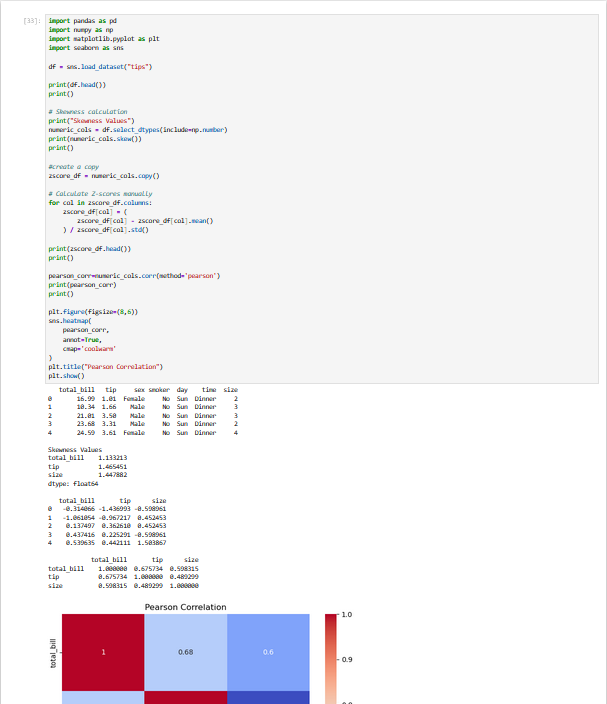 [33]:
import pandas as pd
import numpy as np
import matplotlib.pyplot as plt
import seaborn as sns
df = sns.load_dataset("tips")
print(df.head())
print()
# Skewness calculation
print("Skewness Values")
numeric_cols = df.select_dtypes(include=np.number)
print(numeric_cols.skew())
print()
#create a copy
zscore_df = numeric_cols.copy()
# Calculate Z-scores manually
for col in zscore_df.columns:
    zscore_df[col] = (
        zscore_df[col] - zscore_df[col].mean()
    ) / zscore_df[col].std()
print(zscore_df.head())
print()
pearson_corr=numeric_cols.corr(method='pearson')
print(pearson_corr)
print()
plt.figure(figsize=(8,6))
sns.heatmap(
    pearson_corr,
    annot=True,
    cmap='coolwarm'
)
plt.title("Pearson Correlation")
plt.show()
   total_bill   tip     sex smoker  day    time  size
0       16.99  1.01  Female     No  Sun  Dinner     2
1       10.34  1.66    Male     No  Sun  Dinner     3
2       21.01  3.50    Male     No  Sun  Dinner     3
3       23.68  3.31    Male     No  Sun  Dinner     2
4       24.59  3.61  Female     No  Sun  Dinner     4
Skewness Values
total_bill    1.133213
tip           1.465451
size          1.447882
dtype: float64
   total_bill       tip      size
0   -0.314066 -1.436993 -0.598961
1   -1.061054 -0.967217  0.452453
2    0.137497  0.362610  0.452453
3    0.437416  0.225291 -0.598961
4    0.539635  0.442111  1.503867
            total_bill       tip      size
total_bill    1.000000  0.675734  0.598315
tip           0.675734  1.000000  0.489299
size          0.598315  0.489299  1.000000
Pearson Correlation
1.0
total_bill
1 0.68 0.6
0.9